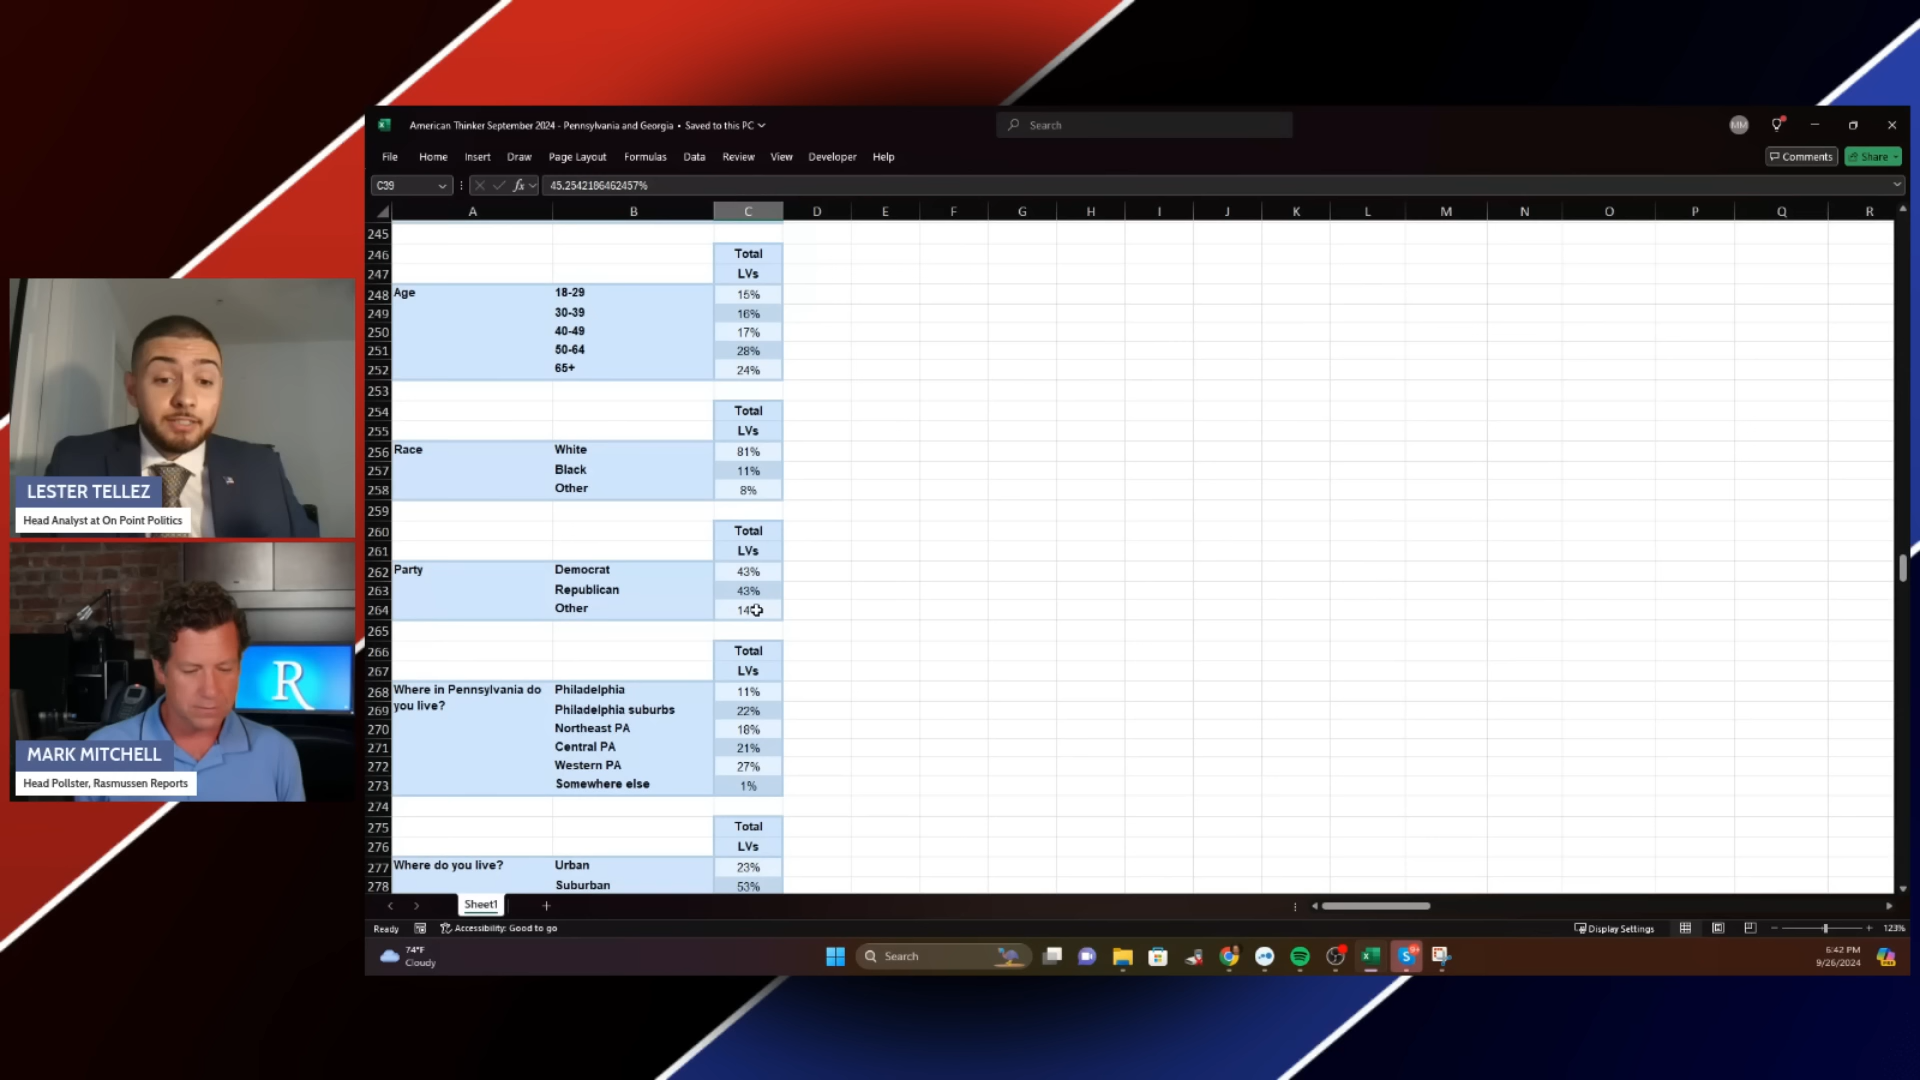 American Thinker September 2024 - Pennsylvania and Georgia • Saved to this PC
Search
MM
File Home Insert Draw Page Layout Formulas Data Review View Developer Help
Comments
Share
C39
fx
45.2542186462457%
A B C D E F G H I J K L M N O Q R
245
246 Total
247 LVs
248 Age 18-29 15%
249 30-39 16%
250 40-49 17%
251 50-64 28%
252 65+ 24%
253
254 Total
255 LVs
256 Race White 81%
257 Black 11%
258 Other 8%
259
260 Total
261 LVs
262 Party Democrat 43%
263 Republican 43%
264 Other 14
265
266 Total
267 LVs
268 Where in Pennsylvania do Philadelphia 11%
269 you live? Philadelphia suburbs 22%
270 Northeast PA 18%
271 Central PA 21%
272 Western PA 27%
273 Somewhere else 1%
274
275 Total
276 LVs
277 Where do you live? Urban 23%
278 Suburban 53%
Sheet1
Ready
Accessibility: Good to go
Display Settings
123%
74°F
Cloudy
Search
6:42 PM
9/26/2024
LESTER TELLEZ
Head Analyst at On Point Politics
R
MARK MITCHELL
Head Pollster, Rasmussen Reports